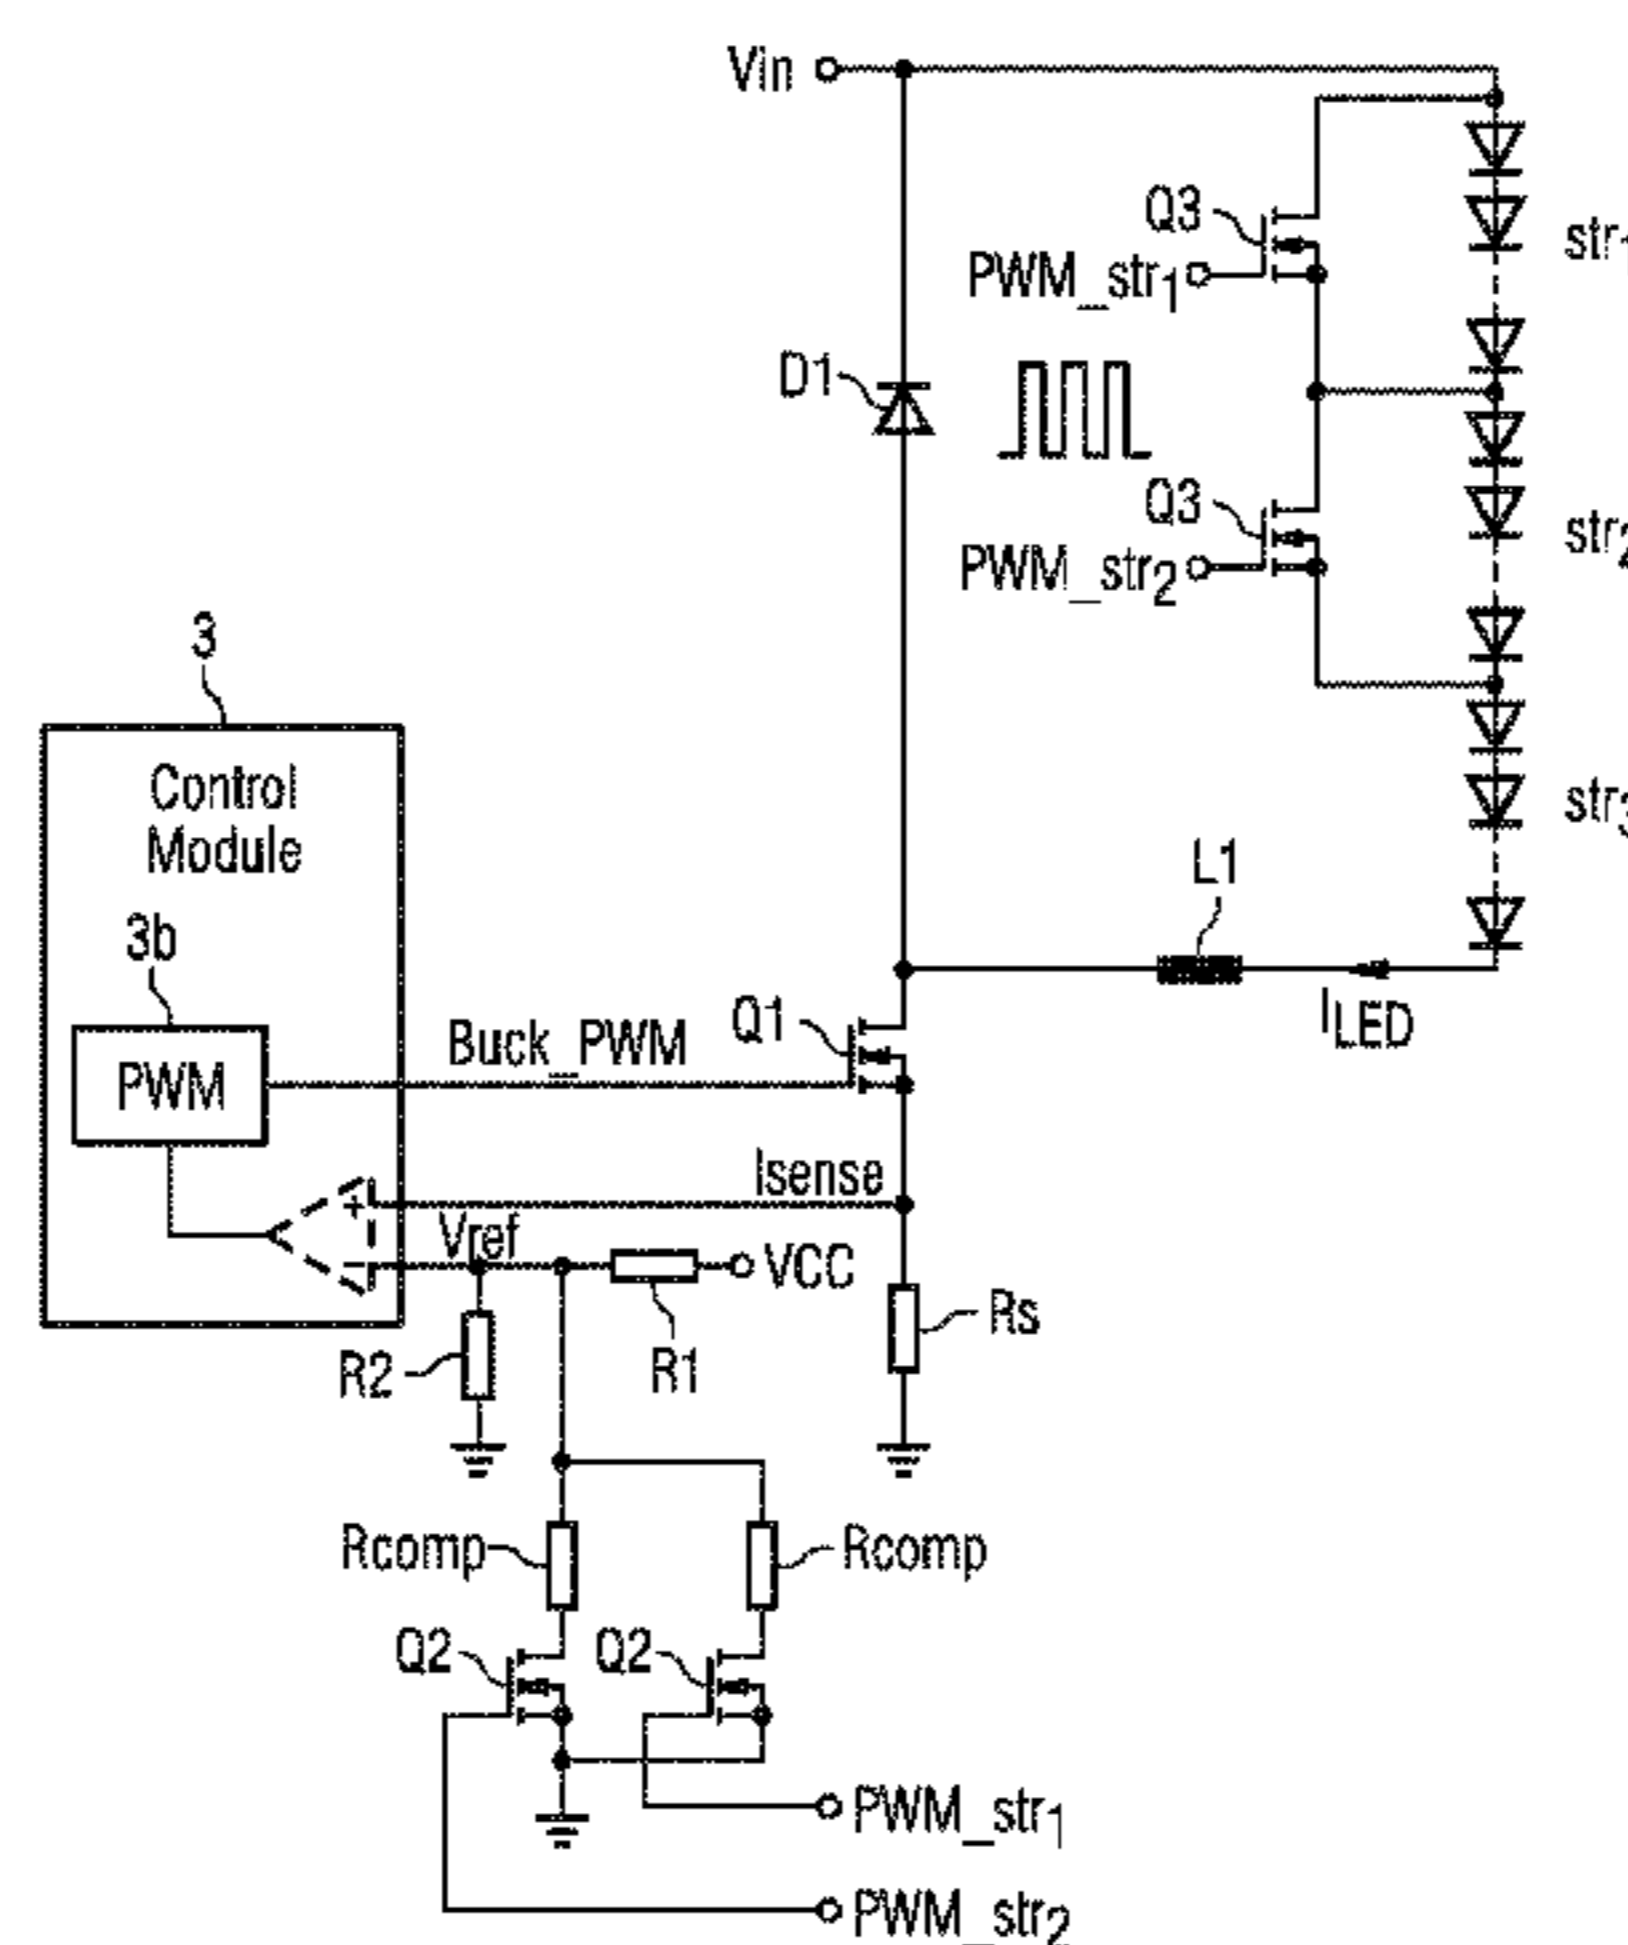 Vin
Q3
str1
PWM_str1
D1
Q3
str2
PWM_str2
3
Control
Module
str3
L1
3b
ILED
Q1
Buck_PWM
PWM
Isense
+
Vref
VCC
−
Rs
R2
R1
Rcomp
Rcomp
Q2
Q2
PWM_str1
PWM_str2